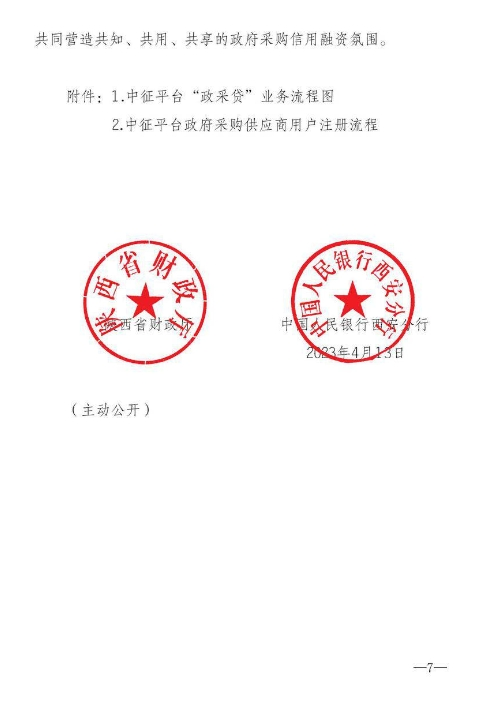 共同营造共知、共用、共享的政府采购信用融资氛围。
附件：1.中征平台“政采贷”业务流程图
2.中征平台政府采购供应商用户注册流程
陕西省财政厅
陕西省财政厅
中国人民银行西安分行
中国人民银行西安分行
2023年4月13日
（主动公开）
—7—